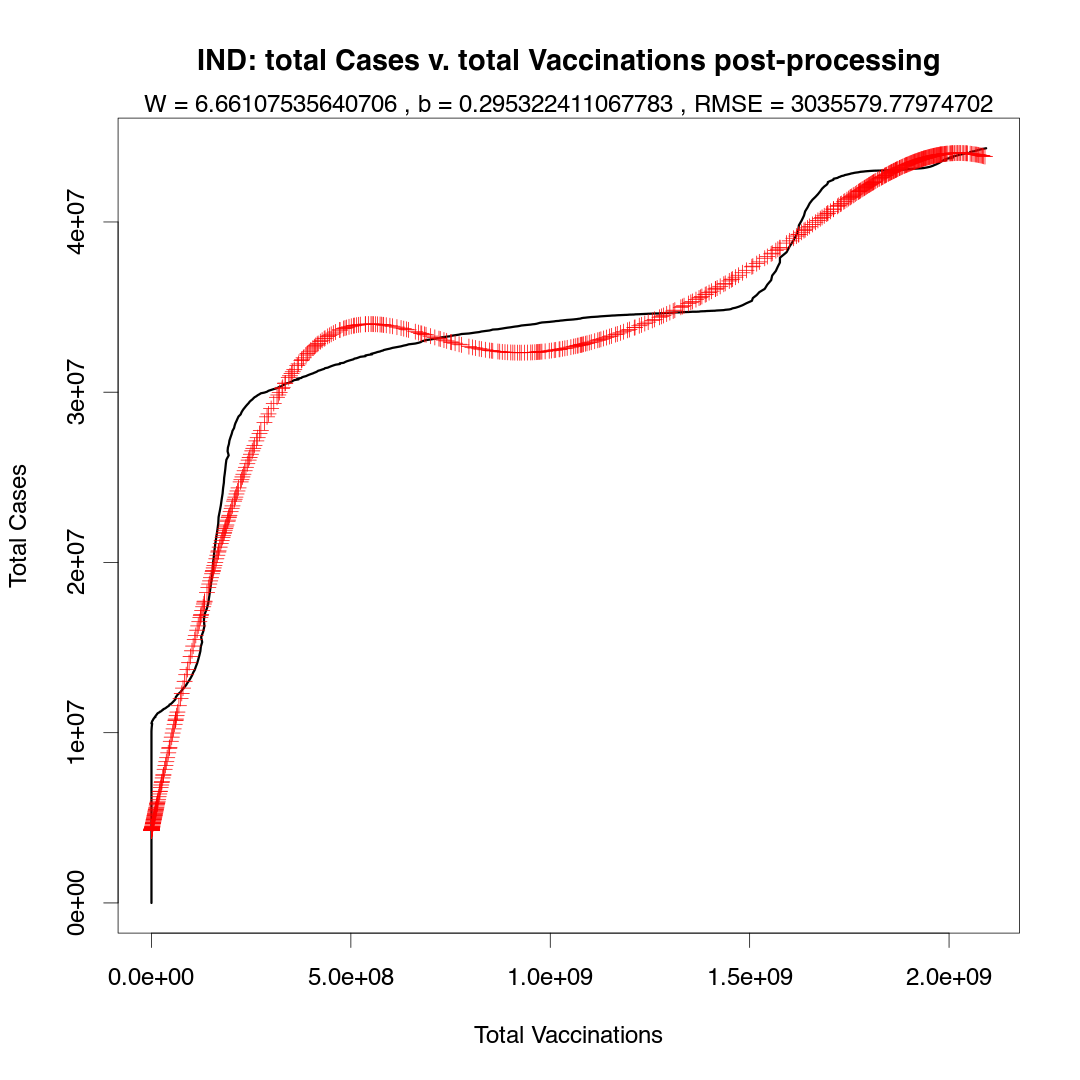 IND: total Cases v. total Vaccinations post-processing
W = 6.66107535640706 , b = 0.295322411067783 , RMSE = 3035579.77974702
Total Cases
4e+07
3e+07
2e+07
1e+07
0e+00
0.0e+00 5.0e+08 1.0e+09 1.5e+09 2.0e+09
Total Vaccinations